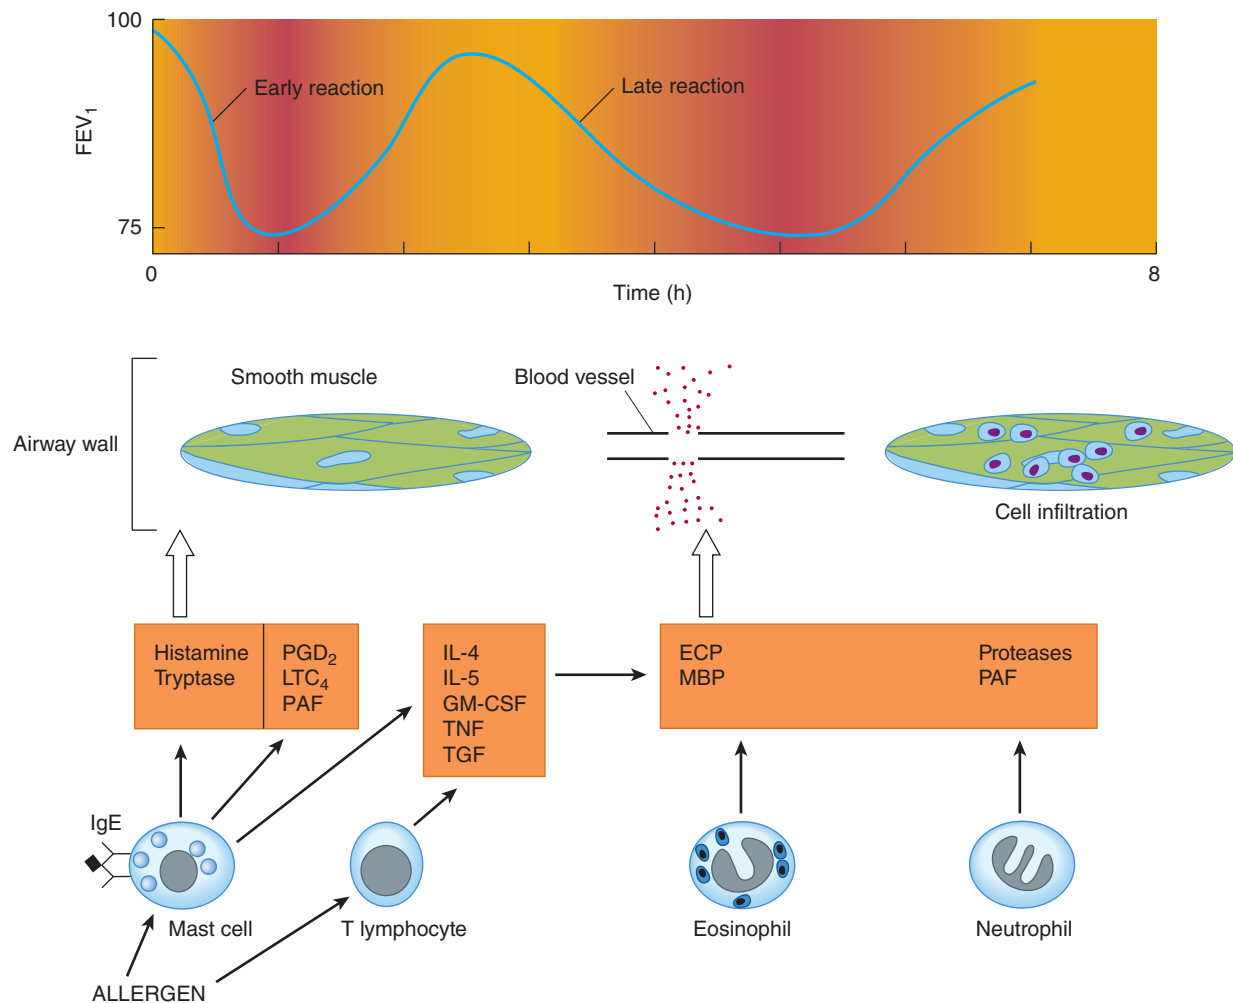 100
FEV₁
Early reaction
Late reaction
75
0
8
Time (h)
Airway wall
Smooth muscle
Blood vessel
Cell infiltration
Histamine
Tryptase
PGD₂
LTC₄
PAF
IL-4
IL-5
GM-CSF
TNF
TGF
ECP
MBP
Proteases
PAF
IgE
Mast cell
T lymphocyte
Eosinophil
Neutrophil
ALLERGEN